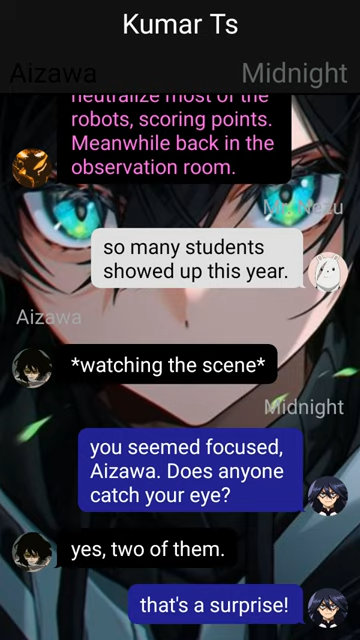 Kumar Ts
Aizawa
Midnight
neutralize most of the
robots, scoring points.
Meanwhile back in the
observation room.
Mr. Nezu
so many students
showed up this year.
Aizawa
*watching the scene*
Midnight
you seemed focused,
Aizawa. Does anyone
catch your eye?
yes, two of them.
that's a surprise!